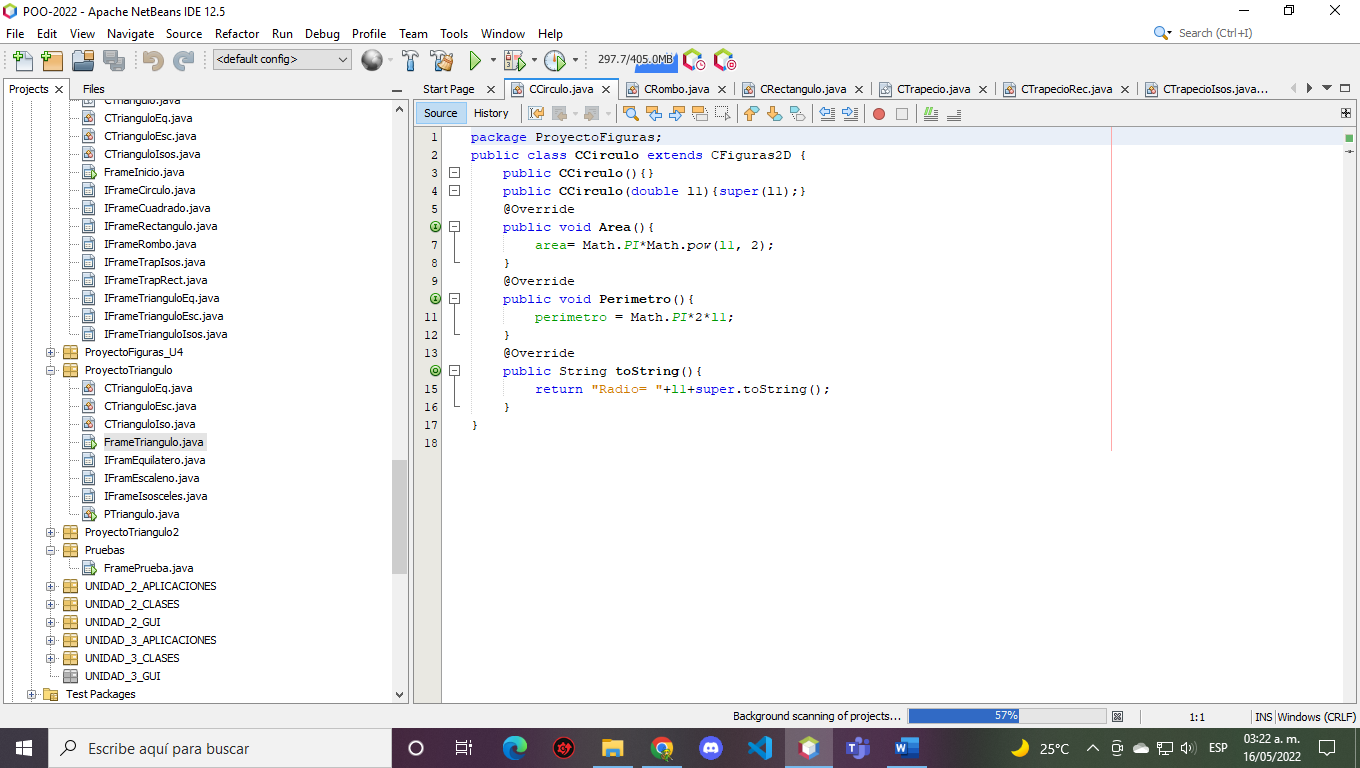 POO-2022 - Apache NetBeans IDE 12.5
File Edit View Navigate Source Refactor Run Debug Profile Team Tools Window Help
Search (Ctrl+I)
<default config>
297.7/405.0MB
Projects
Files
CTriangulo.java
CTrianguloEq.java
CTrianguloEsc.java
CTrianguloIsos.java
FrameInicio.java
IFrameCirculo.java
IFrameCuadrado.java
IFrameRectangulo.java
IFrameRombo.java
IFrameTrapIsos.java
IFrameTrapRect.java
IFrameTrianguloEq.java
IFrameTrianguloEsc.java
IFrameTrianguloIsos.java
ProyectoFiguras_U4
ProyectoTriangulo
CTrianguloEq.java
CTrianguloEsc.java
CTrianguloIso.java
FrameTriangulo.java
IFramEquilatero.java
IFramEscaleno.java
IFrameIsosceles.java
PTriangulo.java
ProyectoTriangulo2
Pruebas
FramePrueba.java
UNIDAD_2_APLICACIONES
UNIDAD_2_CLASES
UNIDAD_2_GUI
UNIDAD_3_APLICACIONES
UNIDAD_3_CLASES
UNIDAD_3_GUI
Test Packages
Start Page CCirculo.java CRombo.java CRectangulo.java CTrapecio.java CTrapecioRec.java CTrapecioIsos.java...
Source History
1 package ProyectoFiguras;
2 public class CCirculo extends CFiguras2D {
3 public CCirculo(){}
4 public CCirculo(double l1){super(l1);}
5 @Override
public void Area(){
7 area= Math.PI*Math.pow(l1, 2);
8 }
9 @Override
public void Perimetro(){
11 perimetro = Math.PI*2*l1;
12 }
13 @Override
public String toString(){
15 return "Radio= "+l1+super.toString();
16 }
17 }
18
Background scanning of projects... 57%
1:1 INS Windows (CRLF)
Escribe aquí para buscar
25°C
ESP
03:22 a. m.
16/05/2022